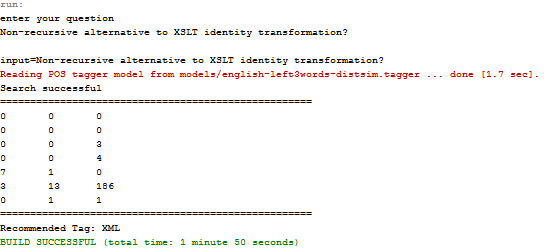 run:
enter your question
Non-recursive alternative to XSLT identity transformation?
input=Non-recursive alternative to XSLT identity transformation?
Reading POS tagger model from models/english-left3words-distsim.tagger ... done [1.7 sec].
Search successful
====================================================
0 0 0
0 0 0
0 0 3
0 0 4
7 1 0
3 13 186
0 1 1
====================================================
Recommended Tag: XML
BUILD SUCCESSFUL (total time: 1 minute 50 seconds)